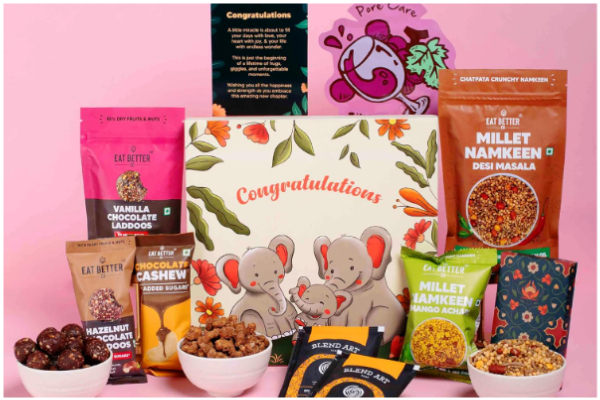 Congratulations
A little miracle is about to fill
your days with love, your
heart with joy, & your life
with endless wonder.
This is just the beginning
of a lifetime of hugs,
giggles, and unforgettable
moments.
Wishing you all the happiness
and strength as you embrace
this amazing new chapter.
Pore Care
CHATPATA CRUNCHY NAMKEEN
EAT BETTER
MILLET
NAMKEEN
DESI MASALA
EAT BETTER
VANILLA
CHOCOLATE
LADDOOS
Congratulations
EAT BETTER
HAZELNUT
CHOCOLATE
LADOOS
EAT BETTER
CHOCOLATE
CASHEW
ADDED SUGAR
EAT BETTER
MILLET
NAMKEEN
MANGO ACHAR
BLEND ART
BLEND ART